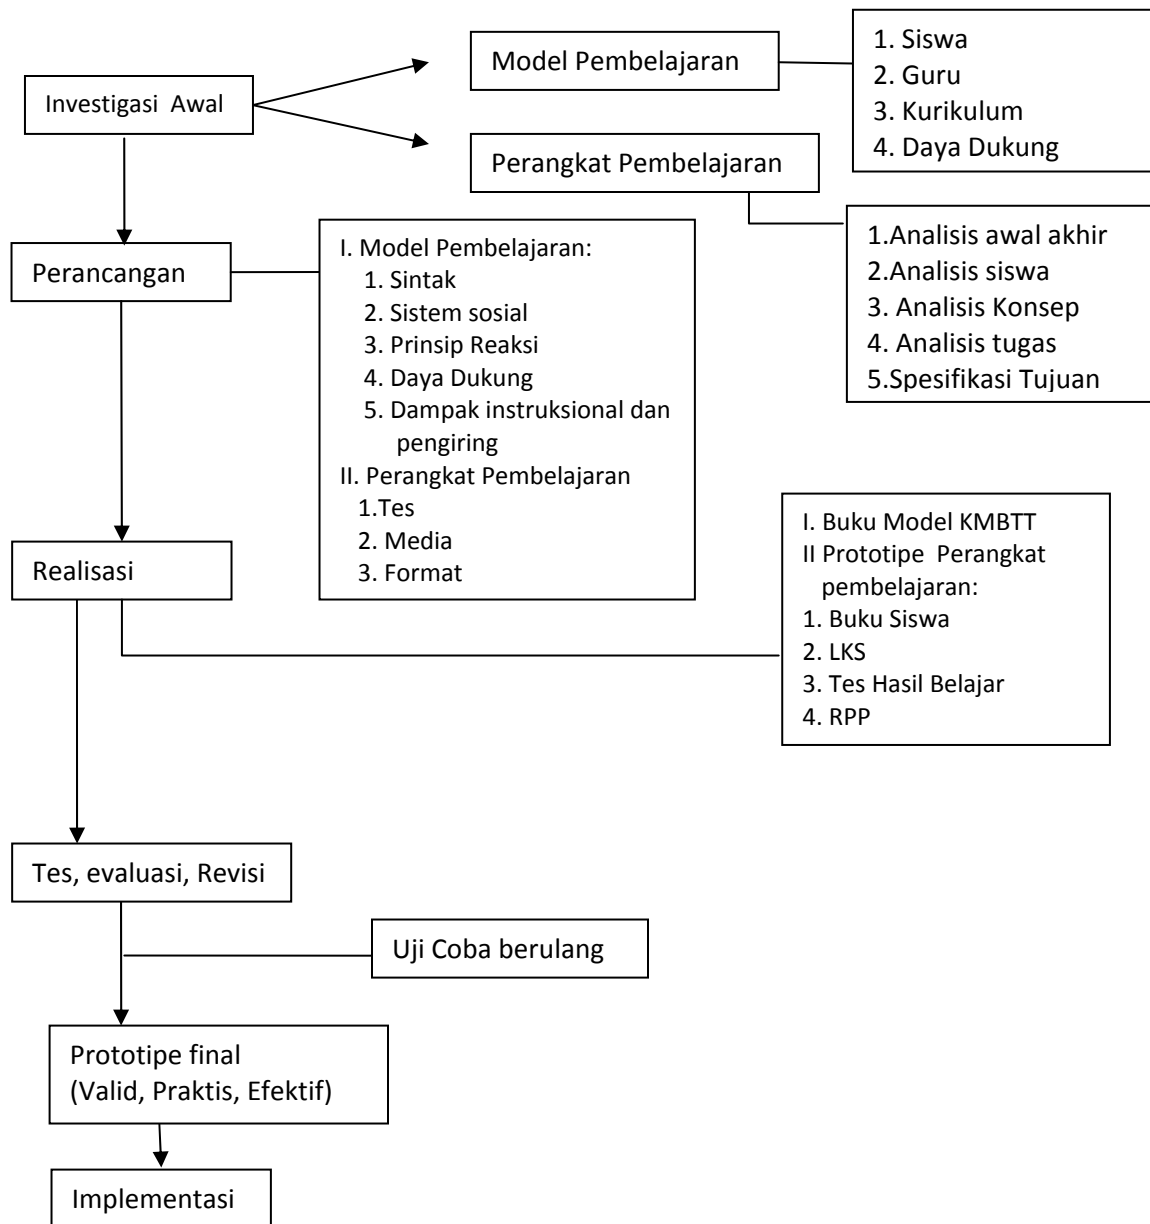 Investigasi  Awal
Model Pembelajaran
1. Siswa
2. Guru
3. Kurikulum
4. Daya Dukung
Perangkat Pembelajaran
1.Analisis awal akhir
2.Analisis siswa
3. Analisis Konsep
4. Analisis tugas
5.Spesifikasi Tujuan
Perancangan
I. Model Pembelajaran:
1. Sintak
2. Sistem sosial
3. Prinsip Reaksi
4. Daya Dukung
5. Dampak instruksional dan
pengiring
II. Perangkat Pembelajaran
1.Tes
2. Media
3. Format
Realisasi
I. Buku Model KMBTT
II Prototipe  Perangkat
pembelajaran:
1. Buku Siswa
2. LKS
3. Tes Hasil Belajar
4. RPP
Tes, evaluasi, Revisi
Uji Coba berulang
Prototipe final
(Valid, Praktis, Efektif)
Implementasi